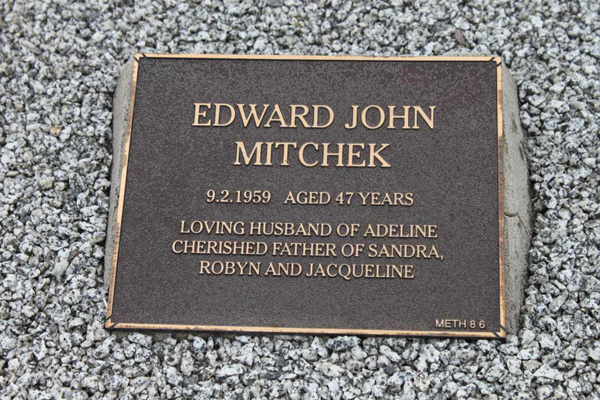 EDWARD JOHN
MITCHEK
9.2.1959 AGED 47 YEARS
LOVING HUSBAND OF ADELINE
CHERISHED FATHER OF SANDRA,
ROBYN AND JACQUELINE
METH 8 6